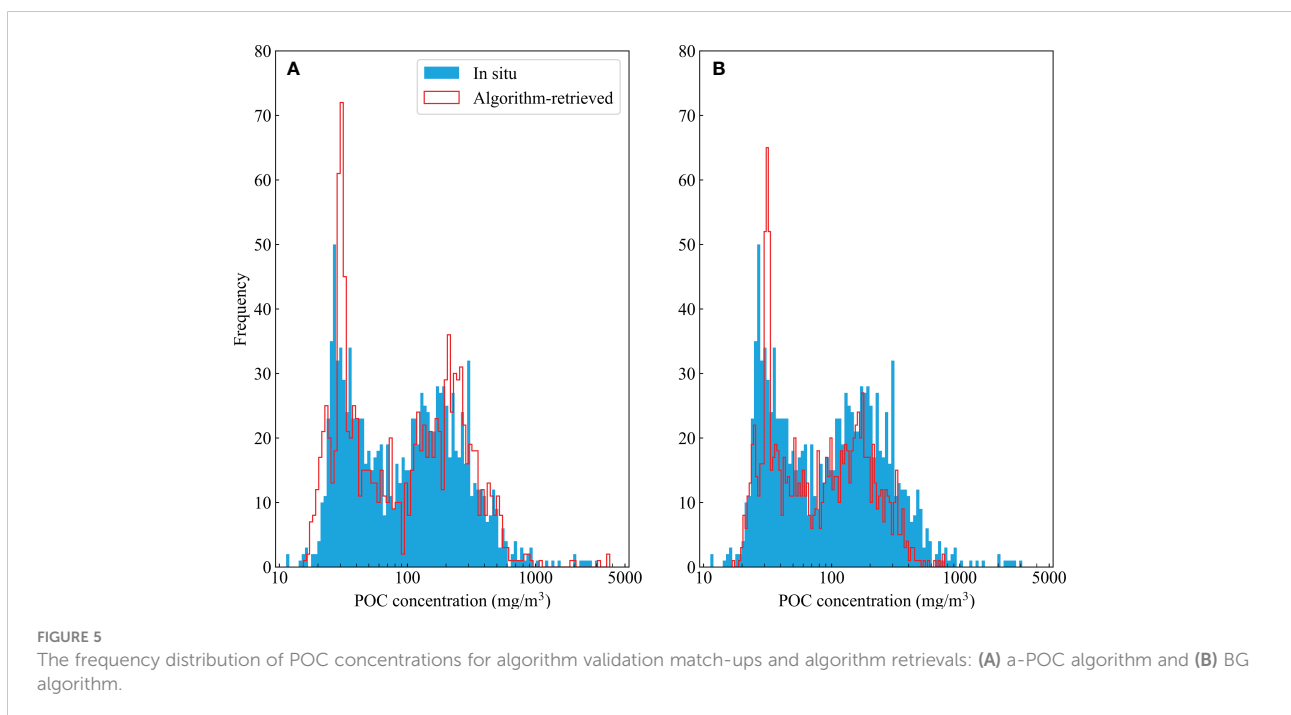 A
In situ
Algorithm-retrieved
80
70
60
50
40
30
20
10
0
Frequency
10 100 1000 5000
POC concentration (mg/m³)
B
80
70
60
50
40
30
20
10
0
10 100 1000 5000
POC concentration (mg/m³)
FIGURE 5
The frequency distribution of POC concentrations for algorithm validation match-ups and algorithm retrievals: (A) a-POC algorithm and (B) BG
algorithm.